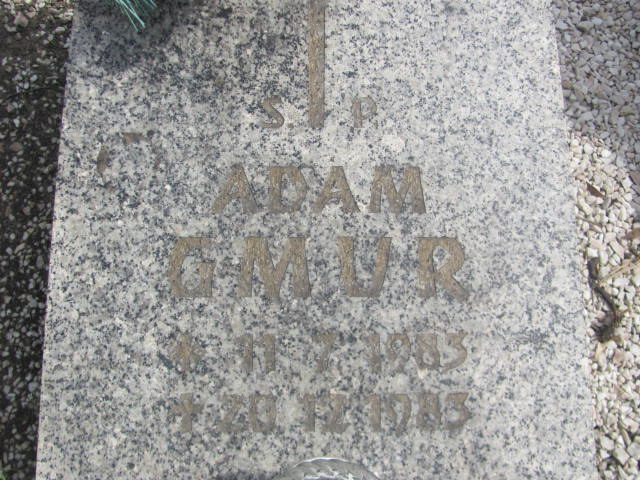 S. P.
ADAM
GMUR
* 11 7 1983
+ 20 12 1983